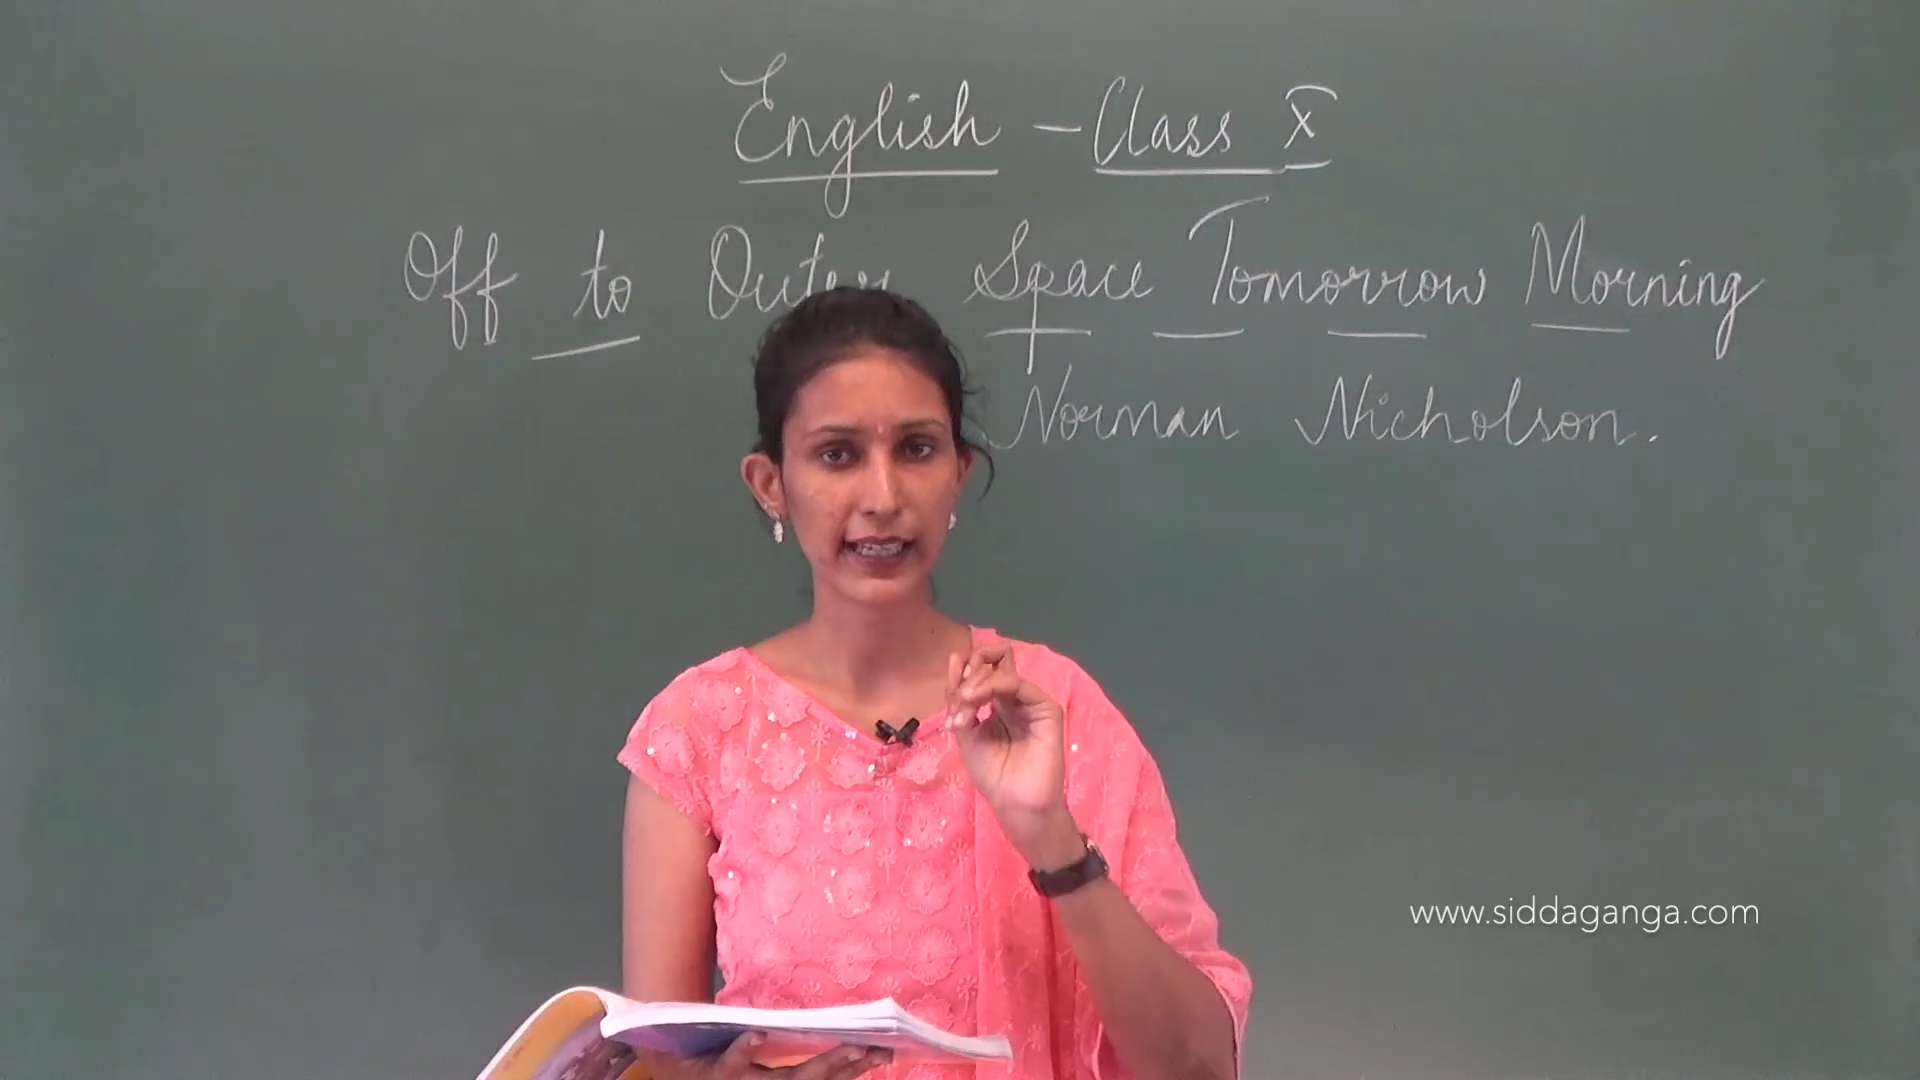 English - Class X
Off to Outer Space Tomorrow Morning
Norman Nicholson.
www.siddaganga.com